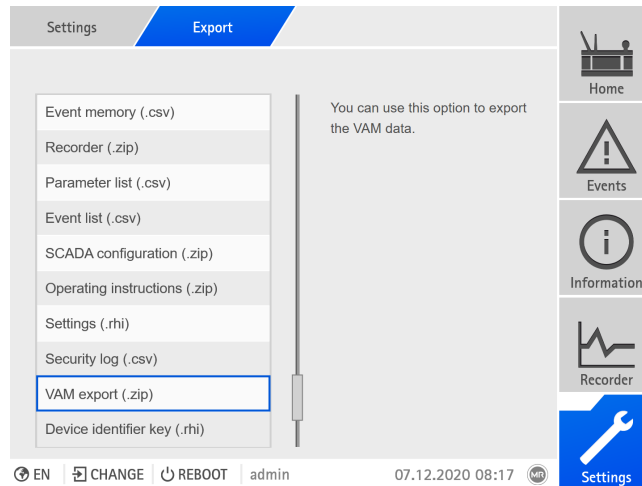 Settings
Export
Event memory (.csv)
Recorder (.zip)
Parameter list (.csv)
Event list (.csv)
SCADA configuration (.zip)
Operating instructions (.zip)
Settings (.rhi)
Security log (.csv)
VAM export (.zip)
Device identifier key (.rhi)
You can use this option to export
the VAM data.
Home
Events
Information
Recorder
Settings
EN
CHANGE
REBOOT
admin
07.12.2020 08:17
MR